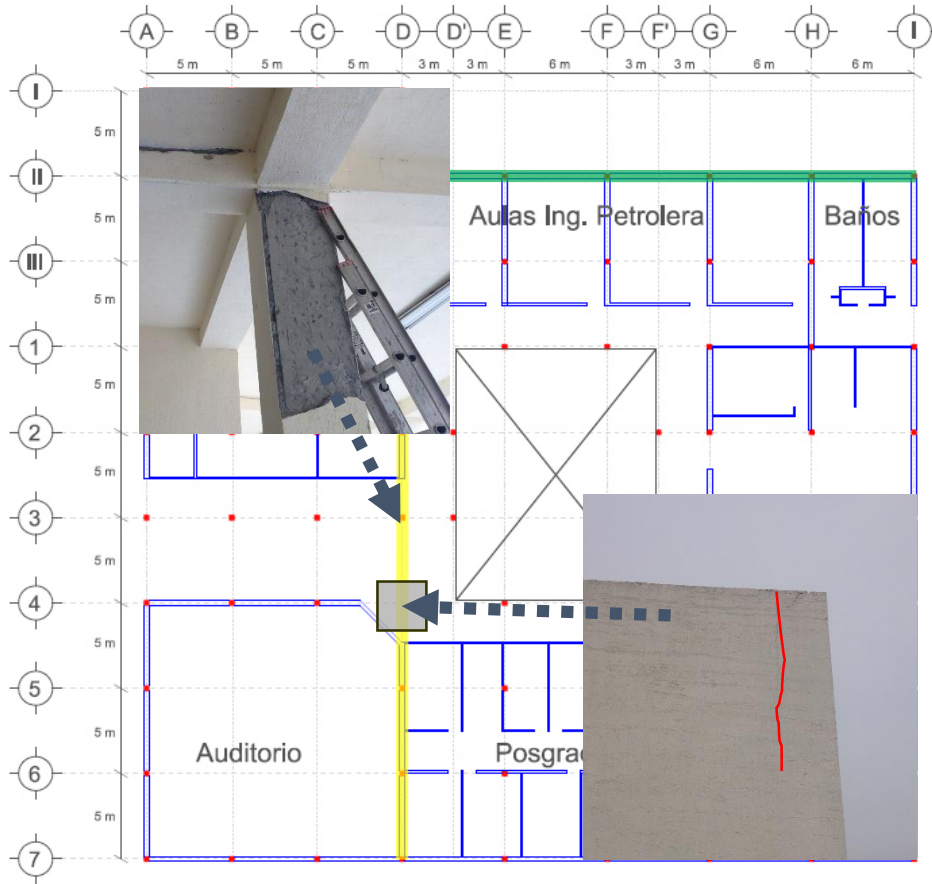 A B C D D' E F F' G H I
5 m 5 m 5 m 3 m 3 m 6 m 3 m 3 m 6 m 6 m
I
5 m
II
5 m
Aulas Ing. Petrolera Baños
III
5 m
1
5 m
2
5 m
3
5 m
4
5 m
5
5 m
Auditorio Posgrad
6
5 m
7